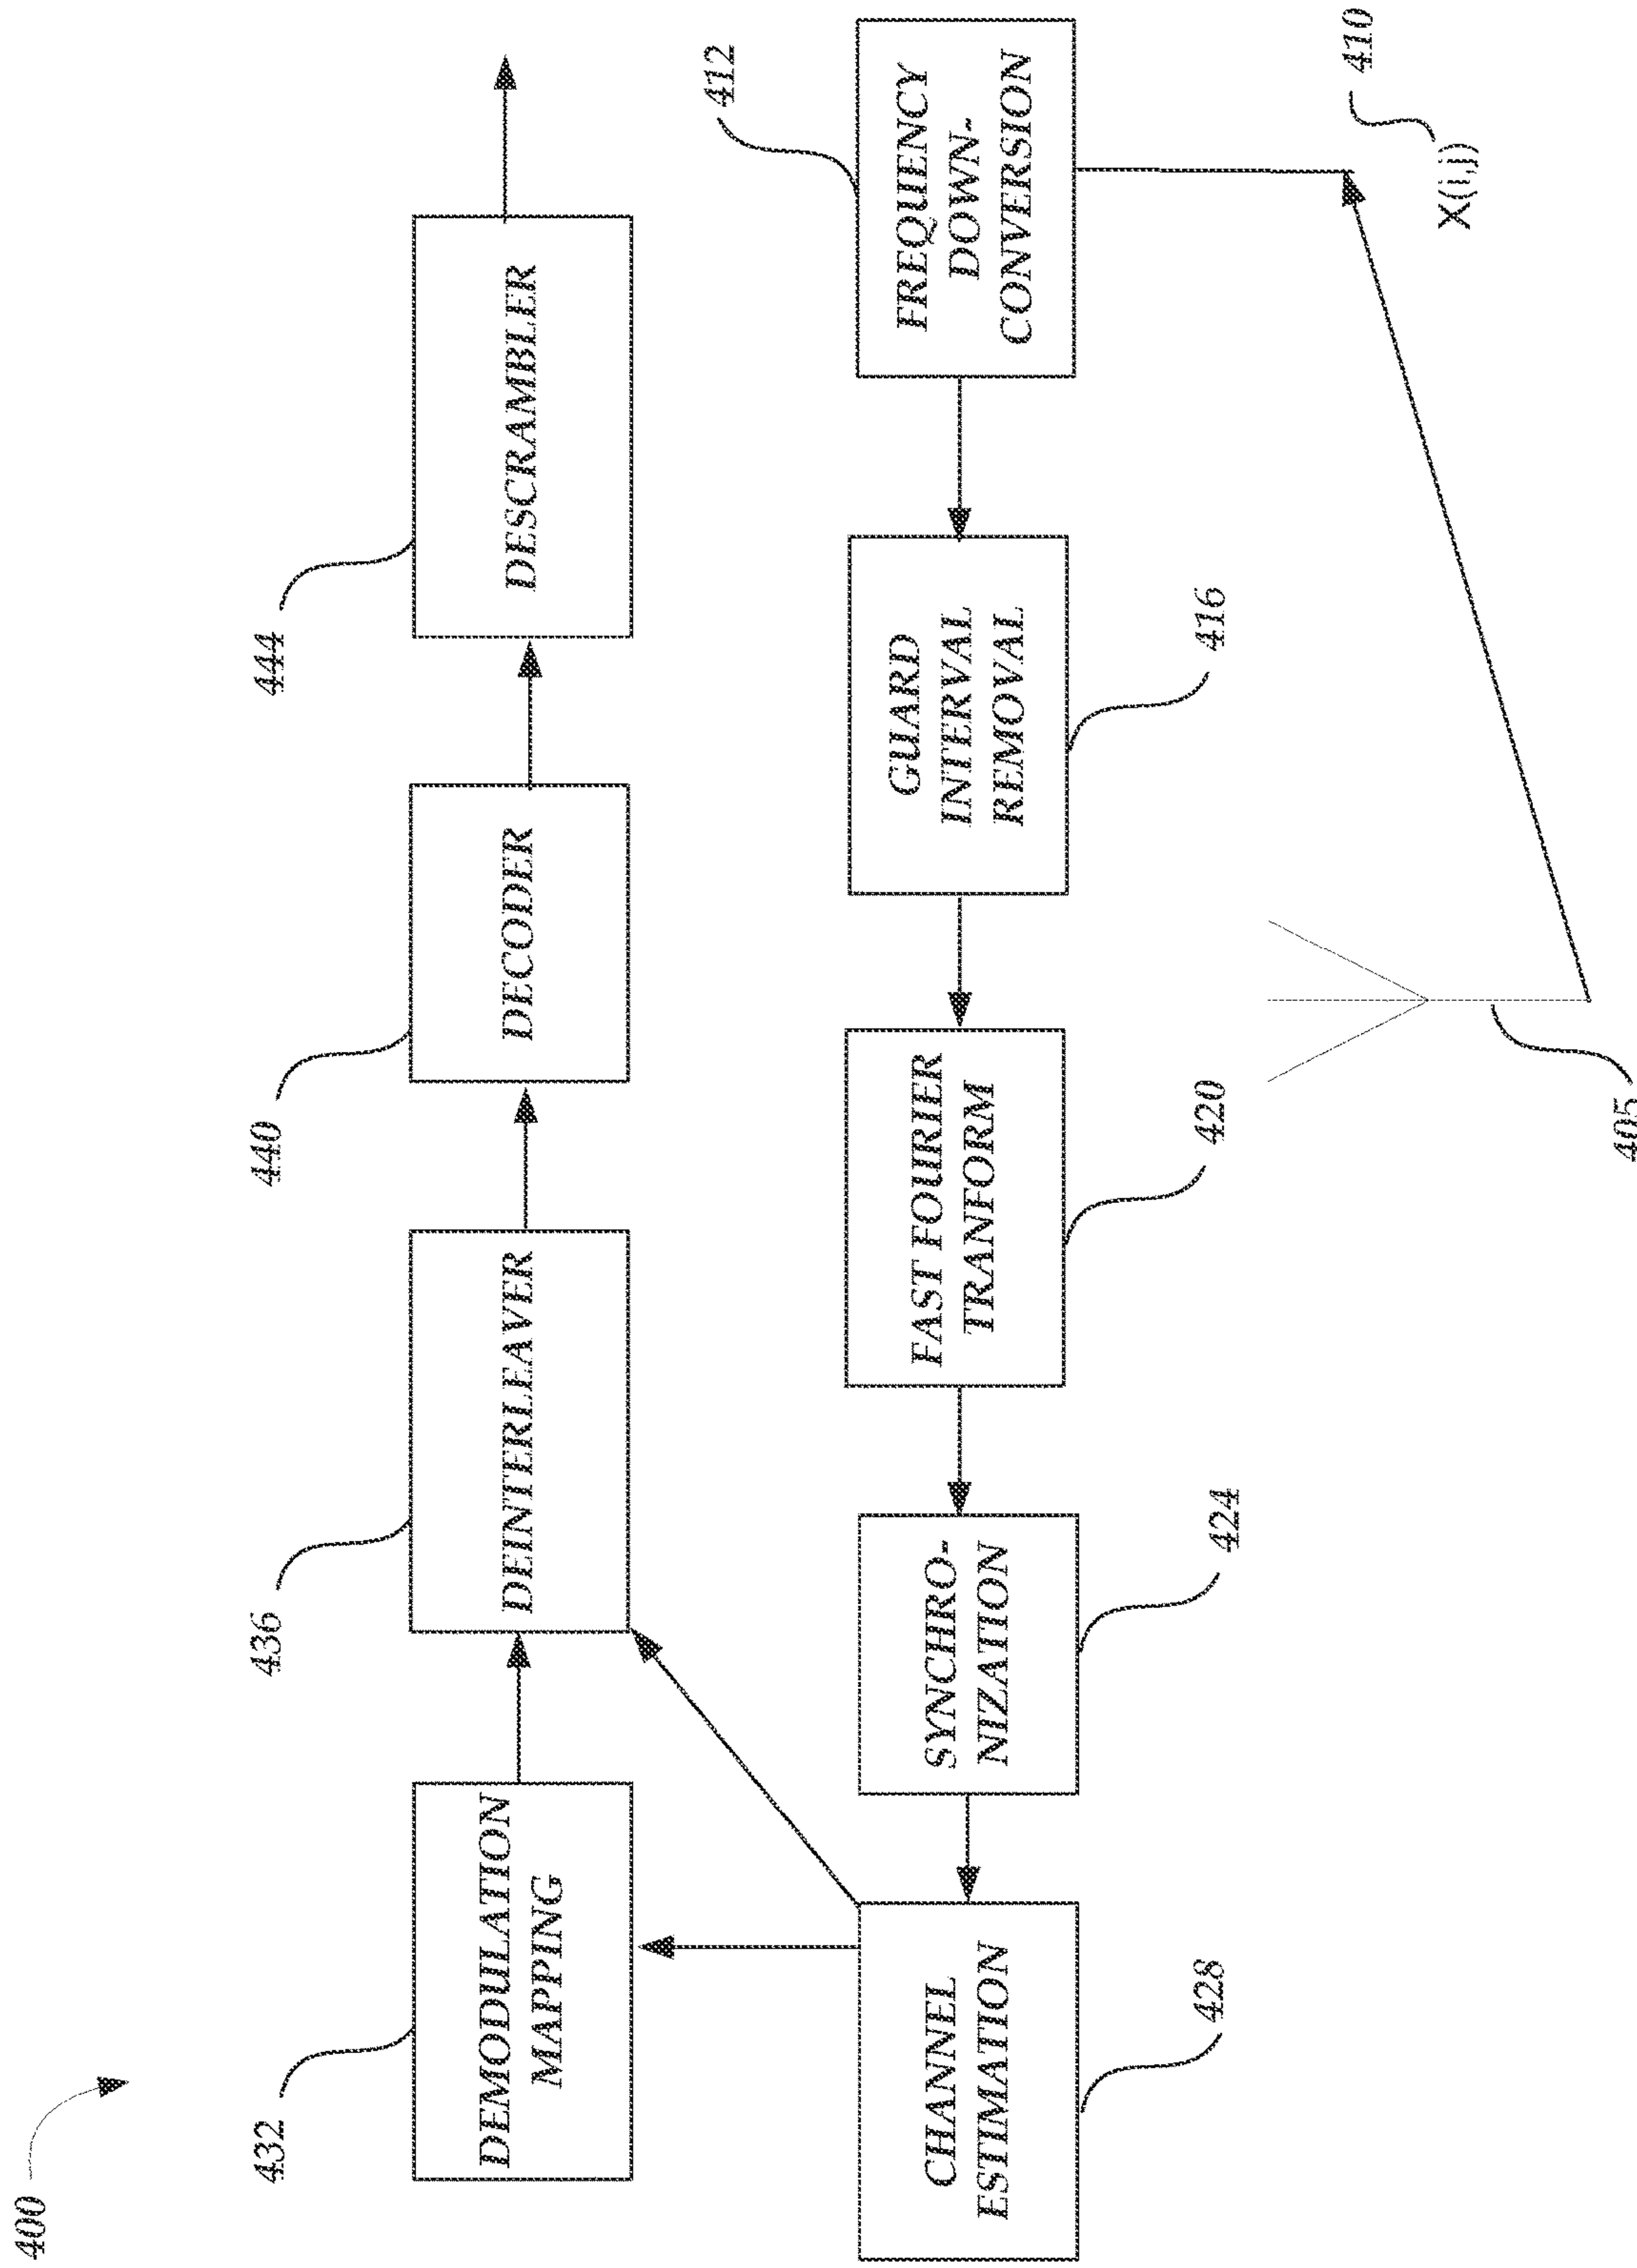 400
432
DEMODULATION
MAPPING
436
DEINTERLEAVER
440
DECODER
444
DESCRAMBLER
428
CHANNEL
ESTIMATION
424
SYNCHRO-
NIZATION
420
FAST FOURIER
TRANFORM
416
GUARD
INTERVAL
REMOVAL
412
FREQUENCY
DOWN-
CONVERSION
405
410
X(i,j)